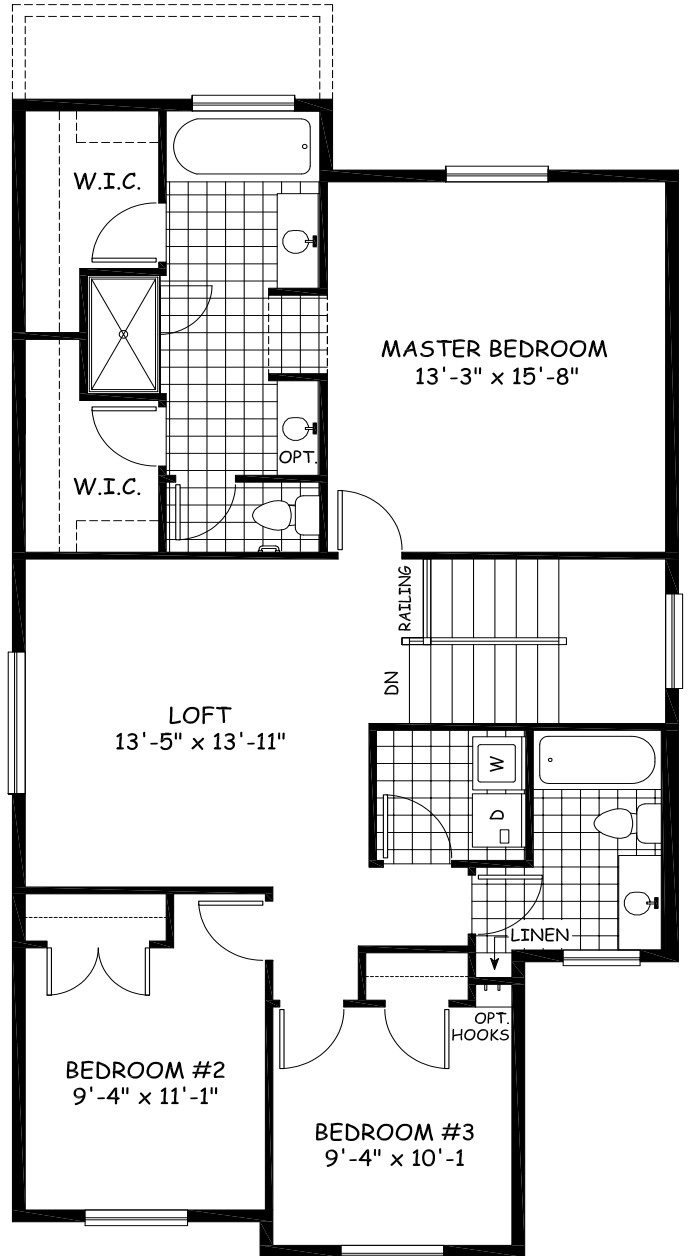 W.I.C.
MASTER BEDROOM
13'-3" x 15'-8"
OPT.
W.I.C.
RAILING
DN
LOFT
13'-5" x 13'-11"
W
D
LINEN
OPT.
HOOKS
BEDROOM #2
9'-4" x 11'-1"
BEDROOM #3
9'-4" x 10'-1